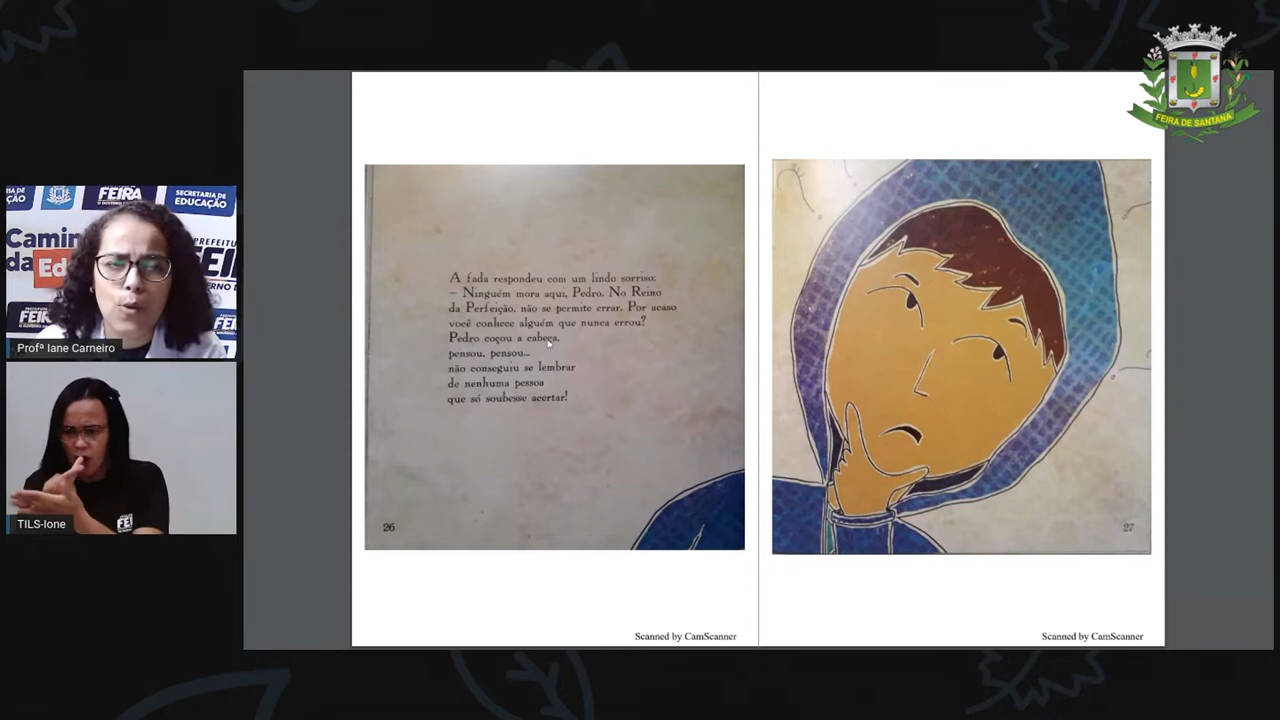 FEIRA DE SANTANA
FEIRA
SECRETARIA DE
EDUCAÇÃO
Profª Iane Carneiro
TILS-Ione
A fada respondeu com um lindo sorriso:
– Ninguém mora aqui, Pedro. No Reino
da Perfeição, não se permite errar. Por acaso
você conhece alguém que nunca errou?
Pedro coçou a cabeça,
pensou, pensou...
não conseguiu se lembrar
de nenhuma pessoa
que só soubesse acertar!
26
27
Scanned by CamScanner
Scanned by CamScanner